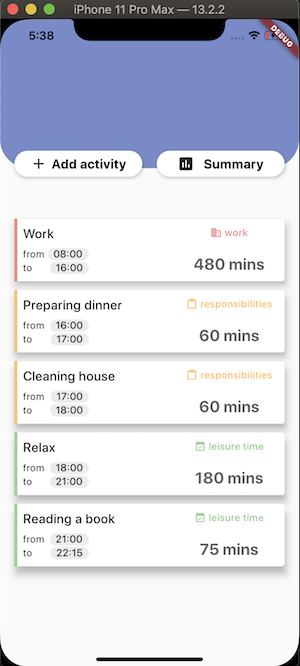 iPhone 11 Pro Max — 13.2.2
5:38
DEBUG
Add activity
Summary
Work
work
from 08:00
to 16:00
480 mins
Preparing dinner
responsibilities
from 16:00
to 17:00
60 mins
Cleaning house
responsibilities
from 17:00
to 18:00
60 mins
Relax
leisure time
from 18:00
to 21:00
180 mins
Reading a book
leisure time
from 21:00
to 22:15
75 mins